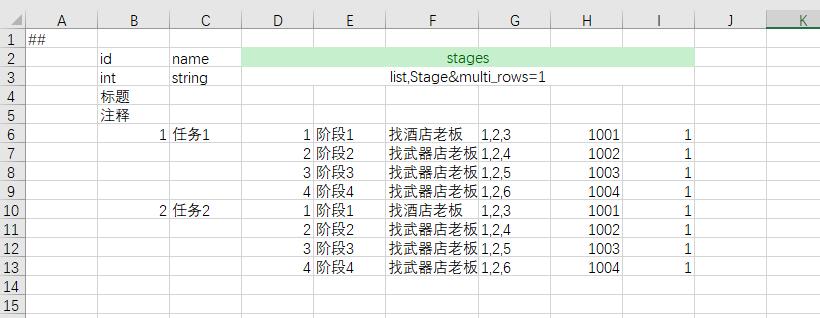 A B C D E F G H I J K
1 ##
2 id name stages
3 int string list,Stage&multi_rows=1
4 标题
5 注释
6 1 任务1 1 阶段1 找酒店老板 1,2,3 1001 1
7 2 阶段2 找武器店老板 1,2,4 1002 1
8 3 阶段3 找武器店老板 1,2,5 1003 1
9 4 阶段4 找武器店老板 1,2,6 1004 1
10 2 任务2 1 阶段1 找酒店老板 1,2,3 1001 1
11 2 阶段2 找武器店老板 1,2,4 1002 1
12 3 阶段3 找武器店老板 1,2,5 1003 1
13 4 阶段4 找武器店老板 1,2,6 1004 1
14
15